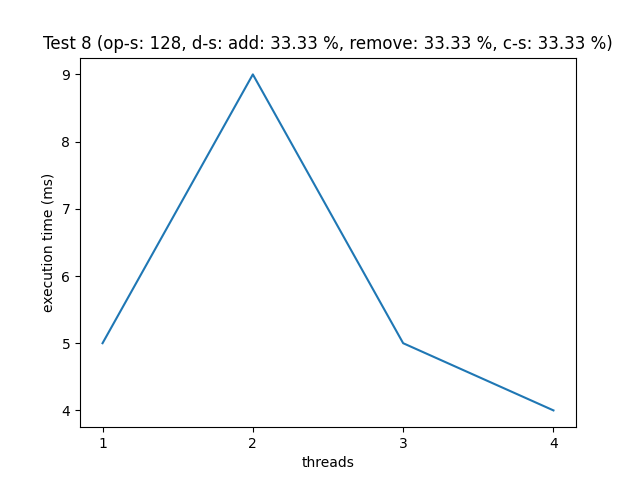 Test 8 (op-s: 128, d-s: add: 33.33 %, remove: 33.33 %, c-s: 33.33 %)
9
8
7
6
5
4
execution time (ms)
1 2 3 4
threads